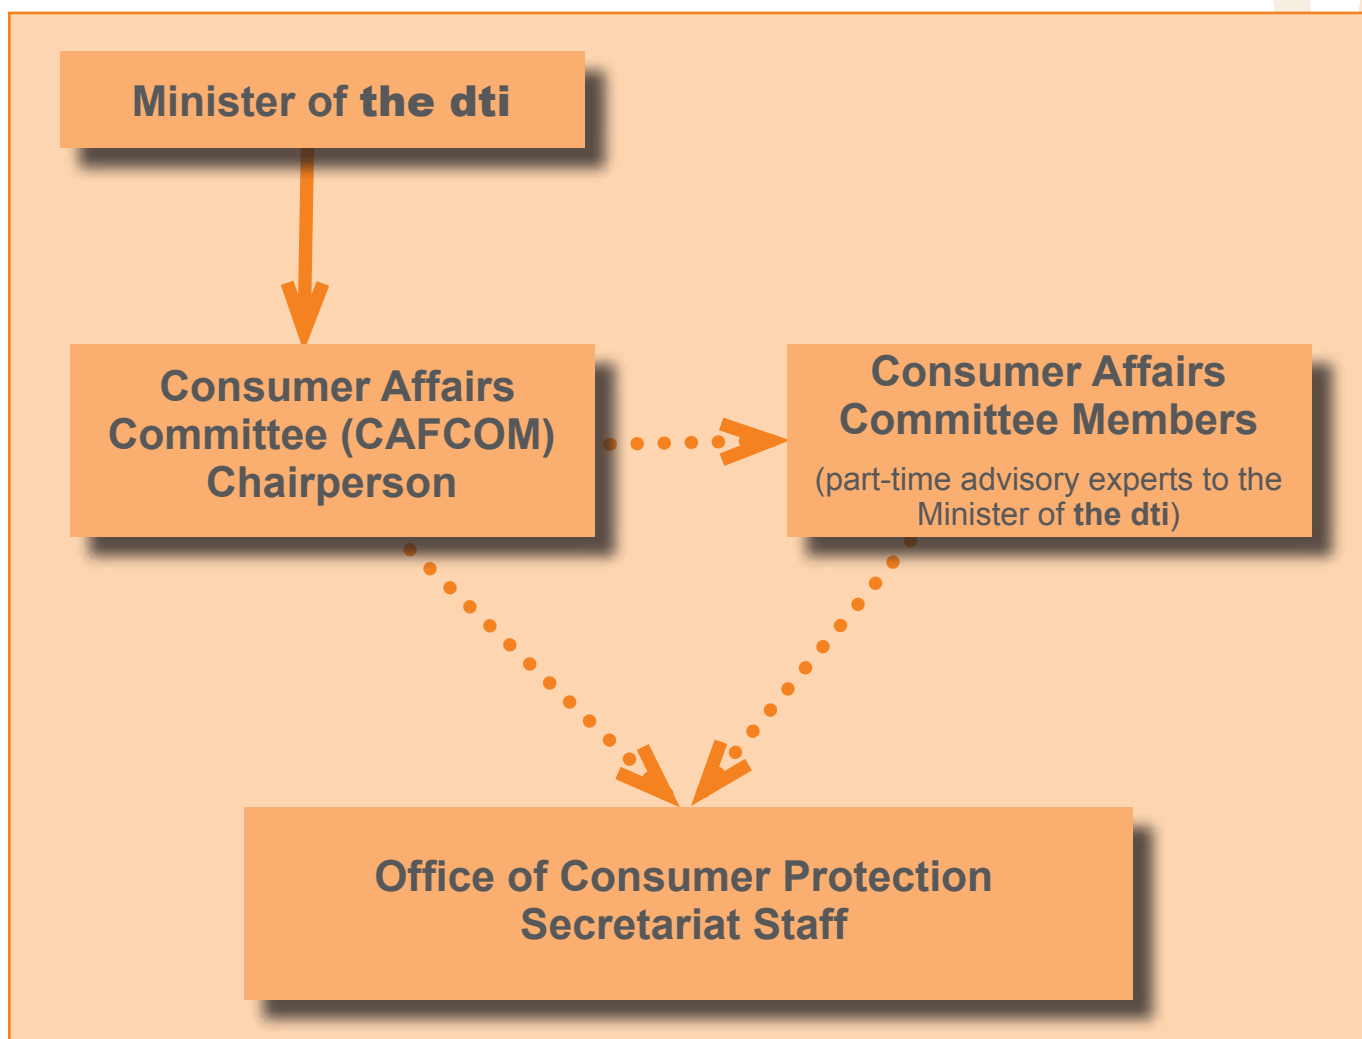 Minister of the dti
Consumer Affairs
Committee (CAFCOM)
Chairperson
Consumer Affairs
Committee Members
(part-time advisory experts to the
Minister of the dti)
Office of Consumer Protection
Secretariat Staff